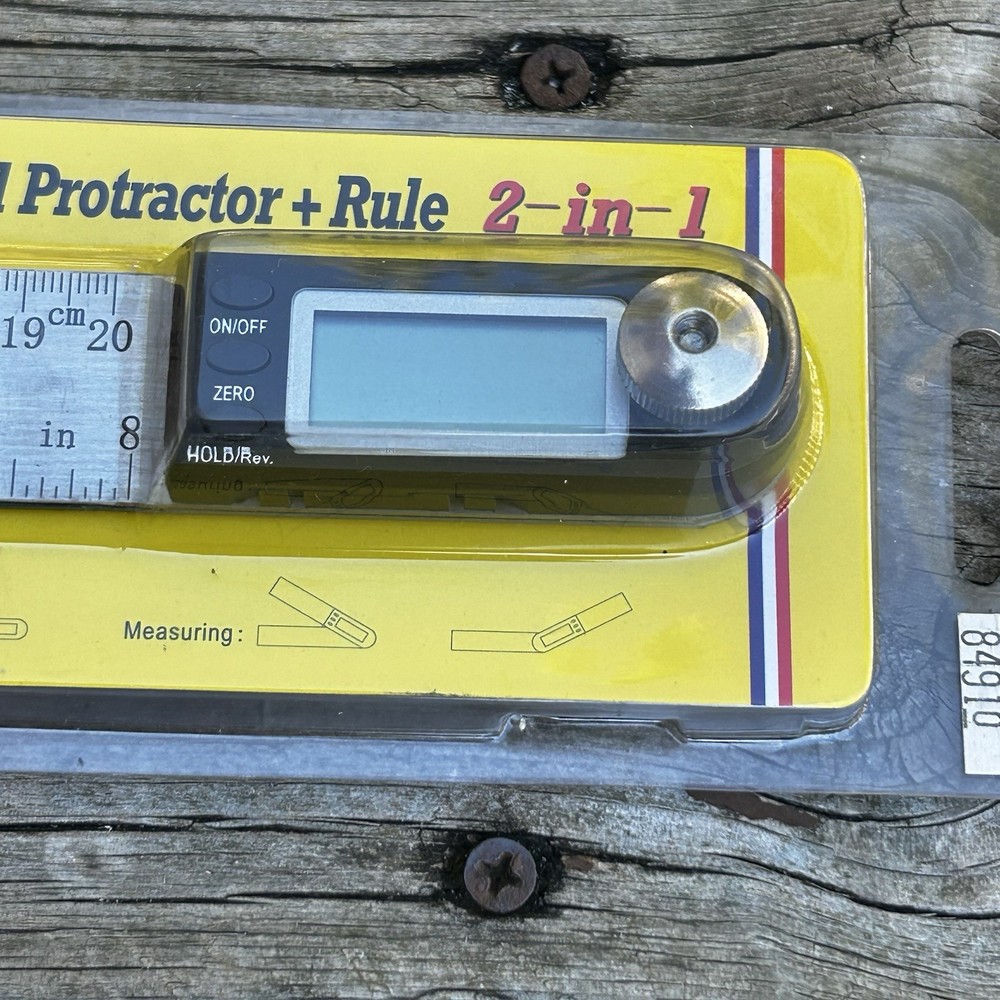 Protractor + Rule 2-in-1
19 cm 20
ON/OFF
ZERO
in 8
HOLD/Rev.
Measuring:
84910